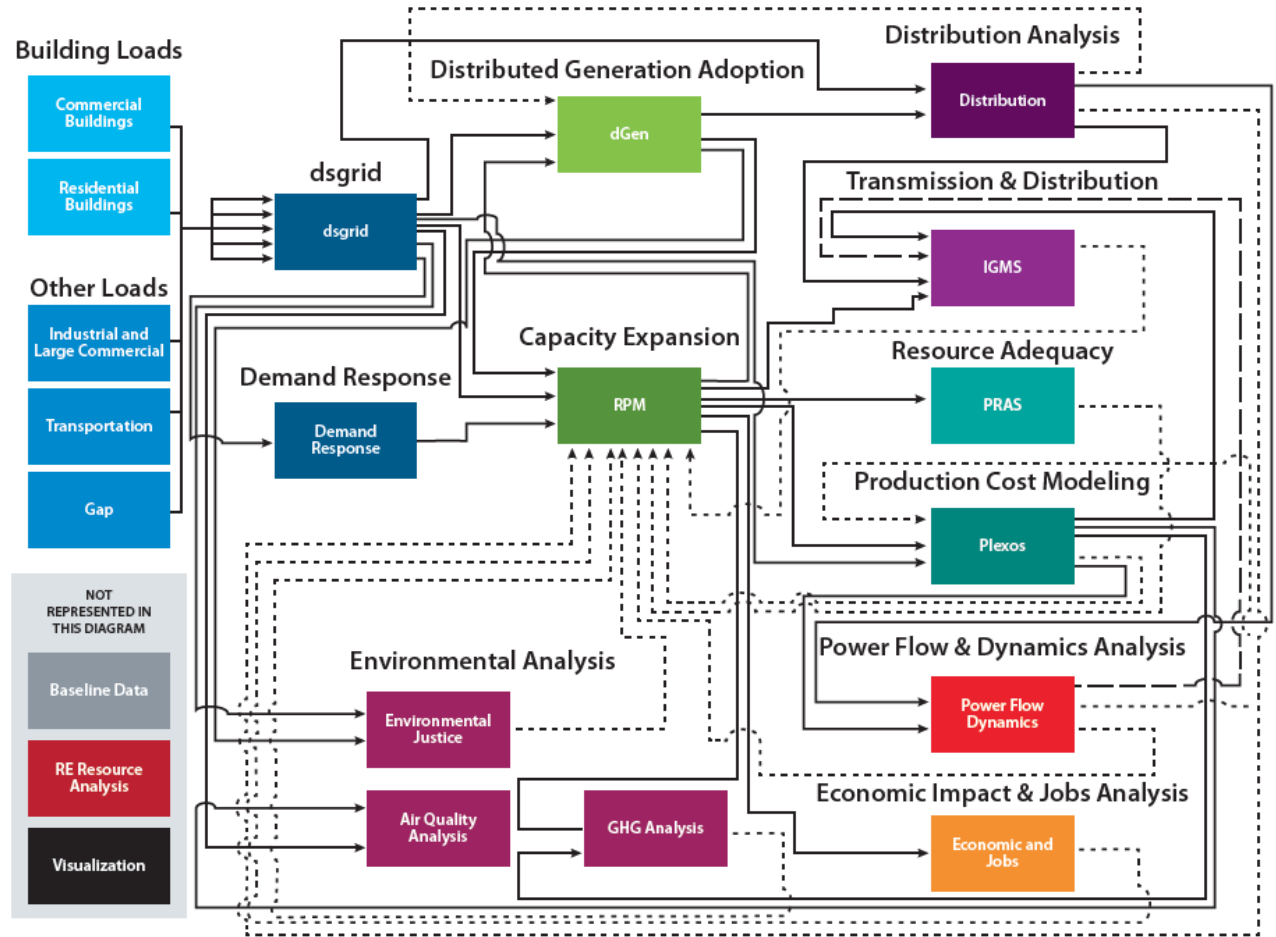 Building Loads
Commercial
Buildings
Residential
Buildings
Other Loads
Industrial and
Large Commercial
Transportation
Gap
NOT
REPRESENTED IN
THIS DIAGRAM
Baseline Data
RE Resource
Analysis
Visualization
dsgrid
dsgrid
Demand Response
Demand
Response
Distributed Generation Adoption
dGen
Capacity Expansion
RPM
Environmental Analysis
Environmental
Justice
Air Quality
Analysis
GHG Analysis
Distribution Analysis
Distribution
Transmission & Distribution
IGMS
Resource Adequacy
PRAS
Production Cost Modeling
Plexos
Power Flow & Dynamics Analysis
Power Flow
Dynamics
Economic Impact & Jobs Analysis
Economic and
Jobs